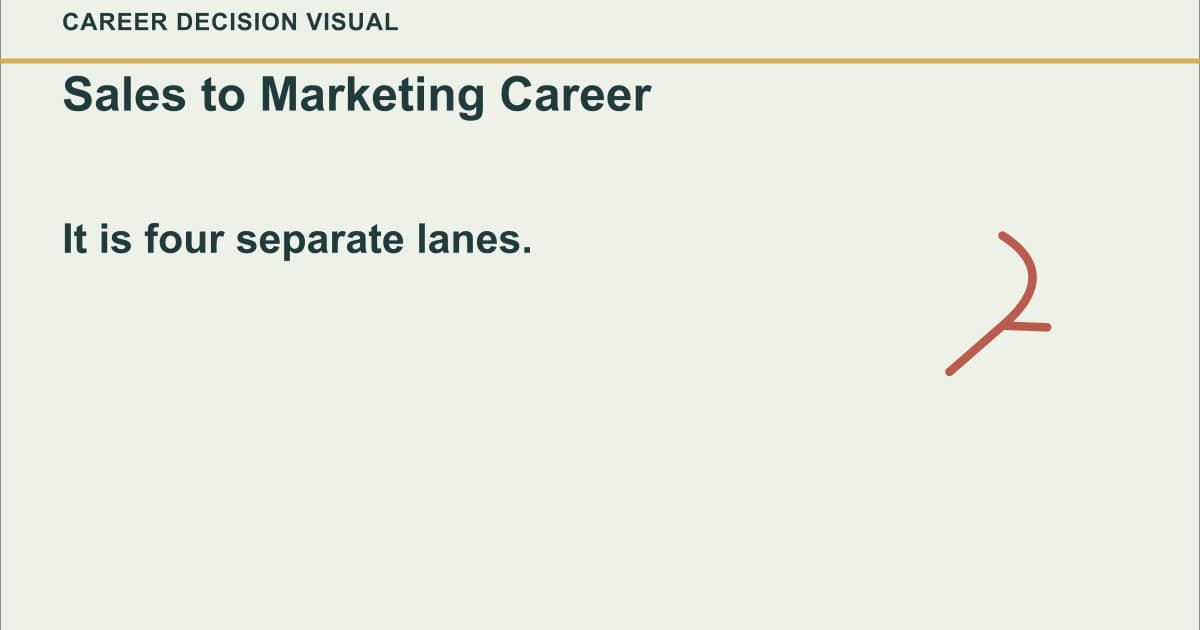 CAREER DECISION VISUAL
Sales to Marketing Career
It is four separate lanes.